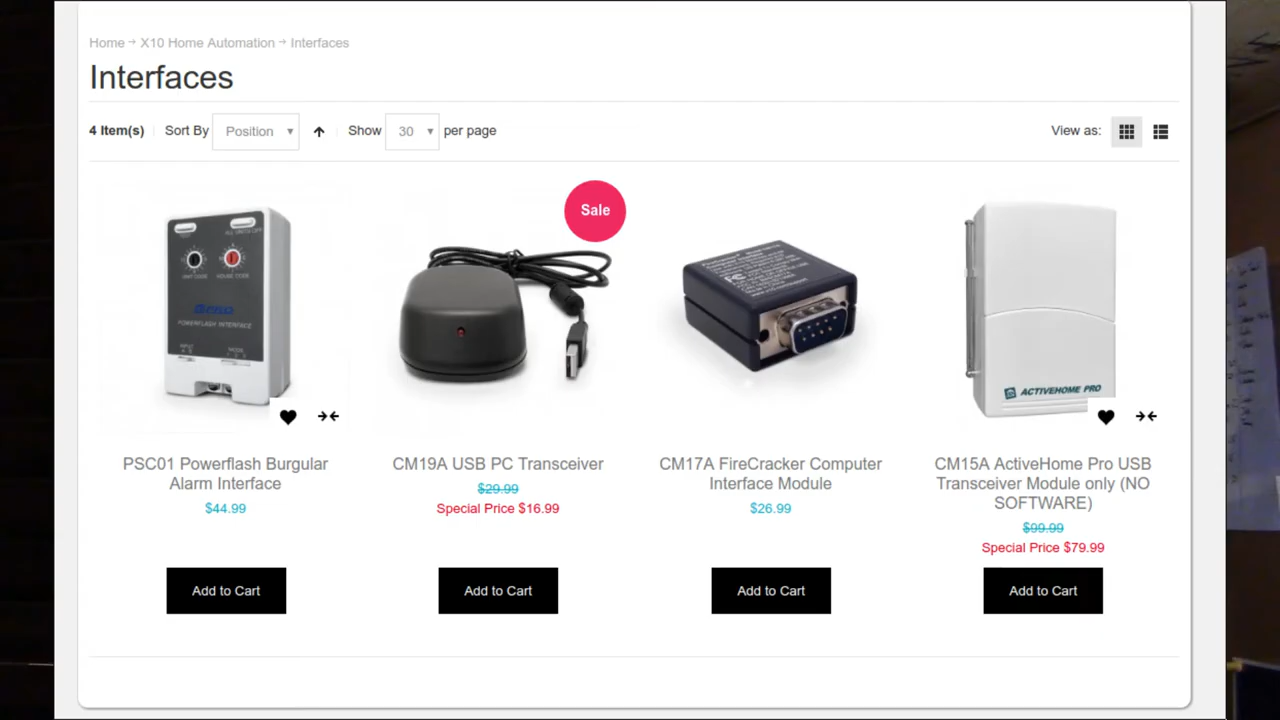 Home → X10 Home Automation → Interfaces
Interfaces
4 Item(s) Sort By Position Show 30 per page View as:
Sale
POWERFLASH INTERFACE
ACTIVEHOME PRO
PSC01 Powerflash Burgular
Alarm Interface
$44.99
CM19A USB PC Transceiver
$29.99
Special Price $16.99
CM17A FireCracker Computer
Interface Module
$26.99
CM15A ActiveHome Pro USB
Transceiver Module only (NO
SOFTWARE)
$99.99
Special Price $79.99
Add to Cart
Add to Cart
Add to Cart
Add to Cart